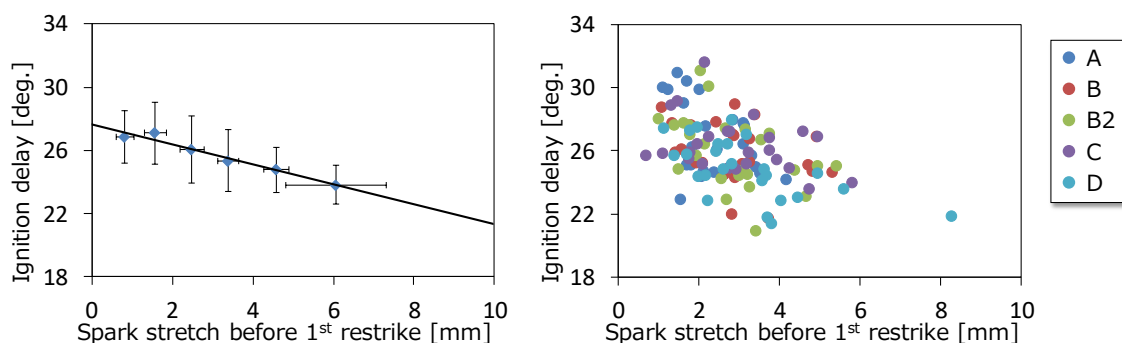 34
30
26
22
18
Ignition delay [deg.]
0 2 4 6 8 10
Spark stretch before 1st restrike [mm]
34
30
26
22
18
Ignition delay [deg.]
0 2 4 6 8 10
Spark stretch before 1st restrike [mm]
A
B
B2
C
D